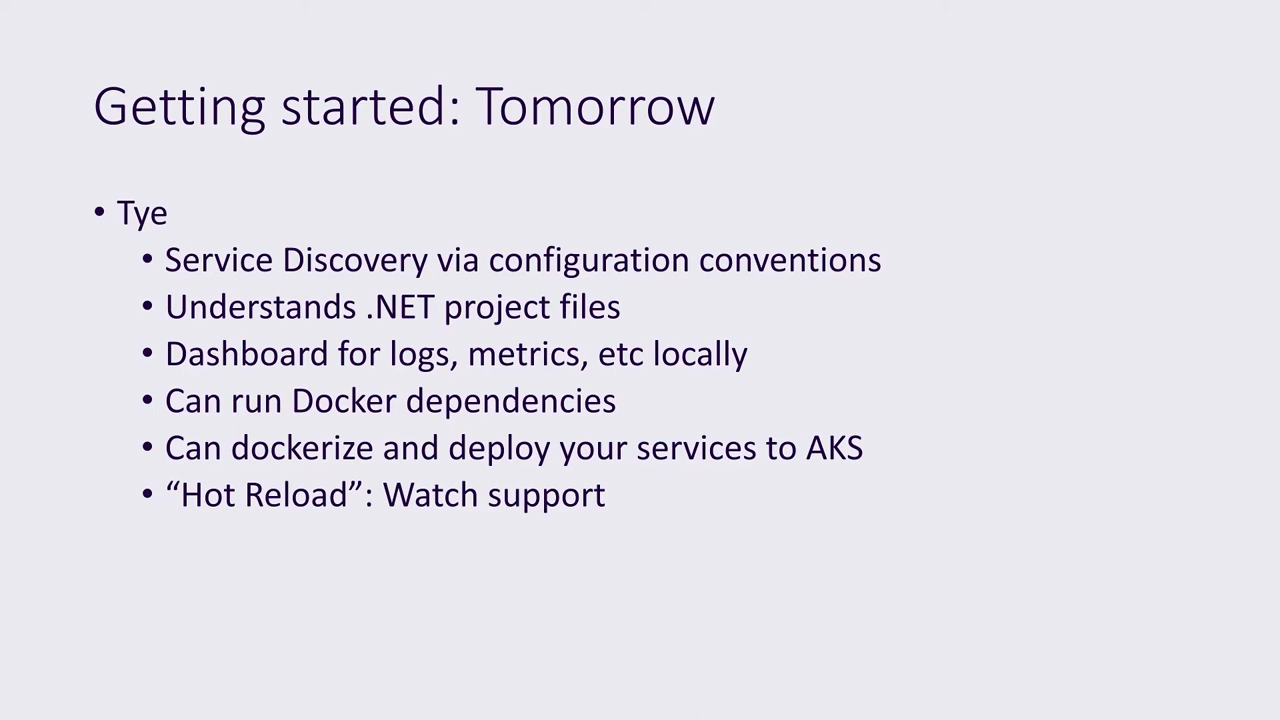 Getting started: Tomorrow
• Tye
• Service Discovery via configuration conventions
• Understands .NET project files
• Dashboard for logs, metrics, etc locally
• Can run Docker dependencies
• Can dockerize and deploy your services to AKS
• “Hot Reload”: Watch support